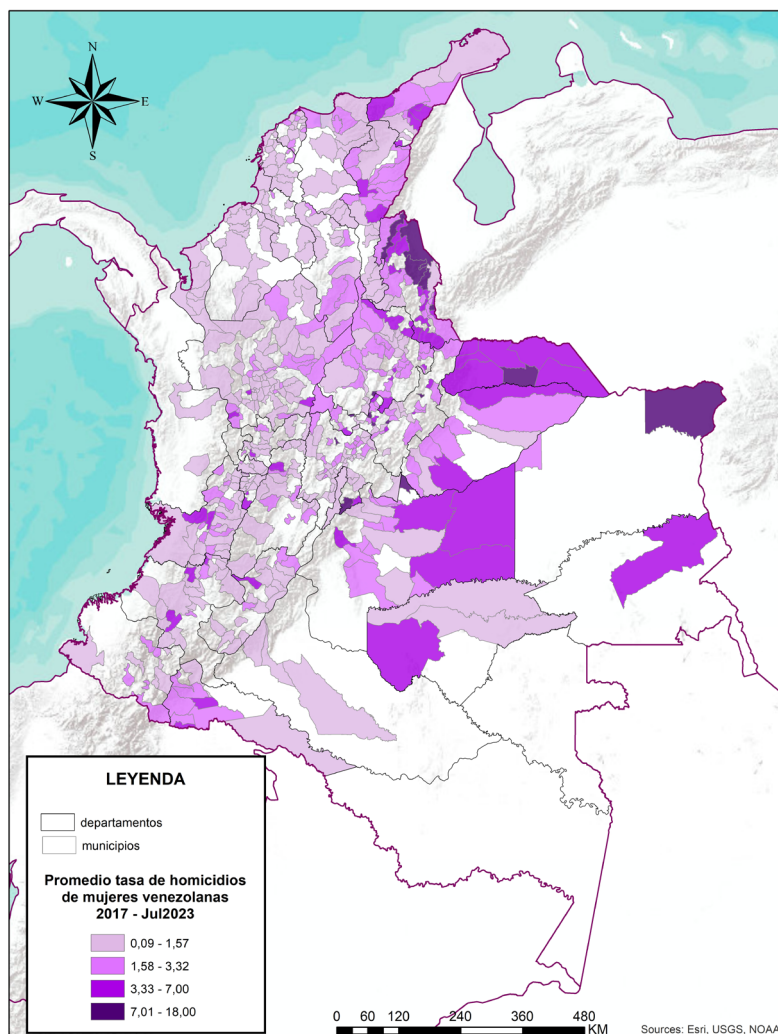 N
W
E
S
LEYENDA
departamentos
municipios
Promedio tasa de homicidios
de mujeres venezolanas
2017 - Jul2023
0,09 - 1,57
1,58 - 3,32
3,33 - 7,00
7,01 - 18,00
0 60 120 240 360 480
KM
Sources: Esri, USGS, NOAA